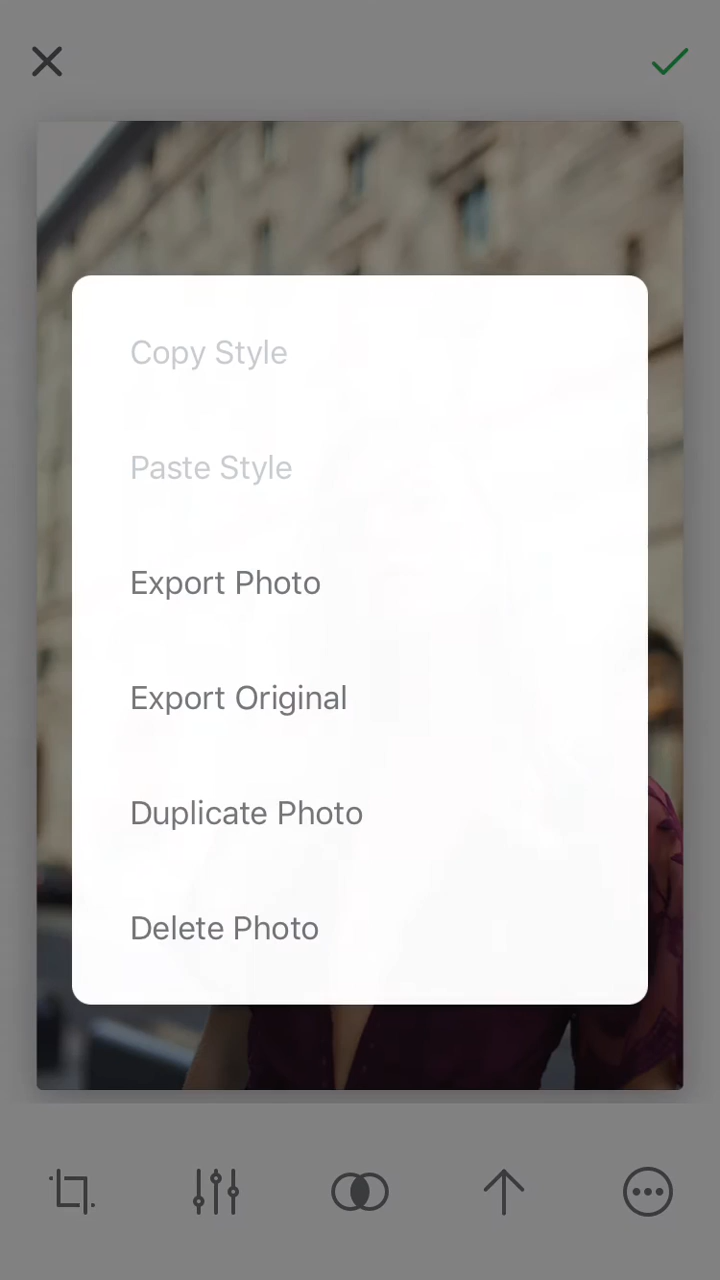 Copy Style
Paste Style
Export Photo
Export Original
Duplicate Photo
Delete Photo